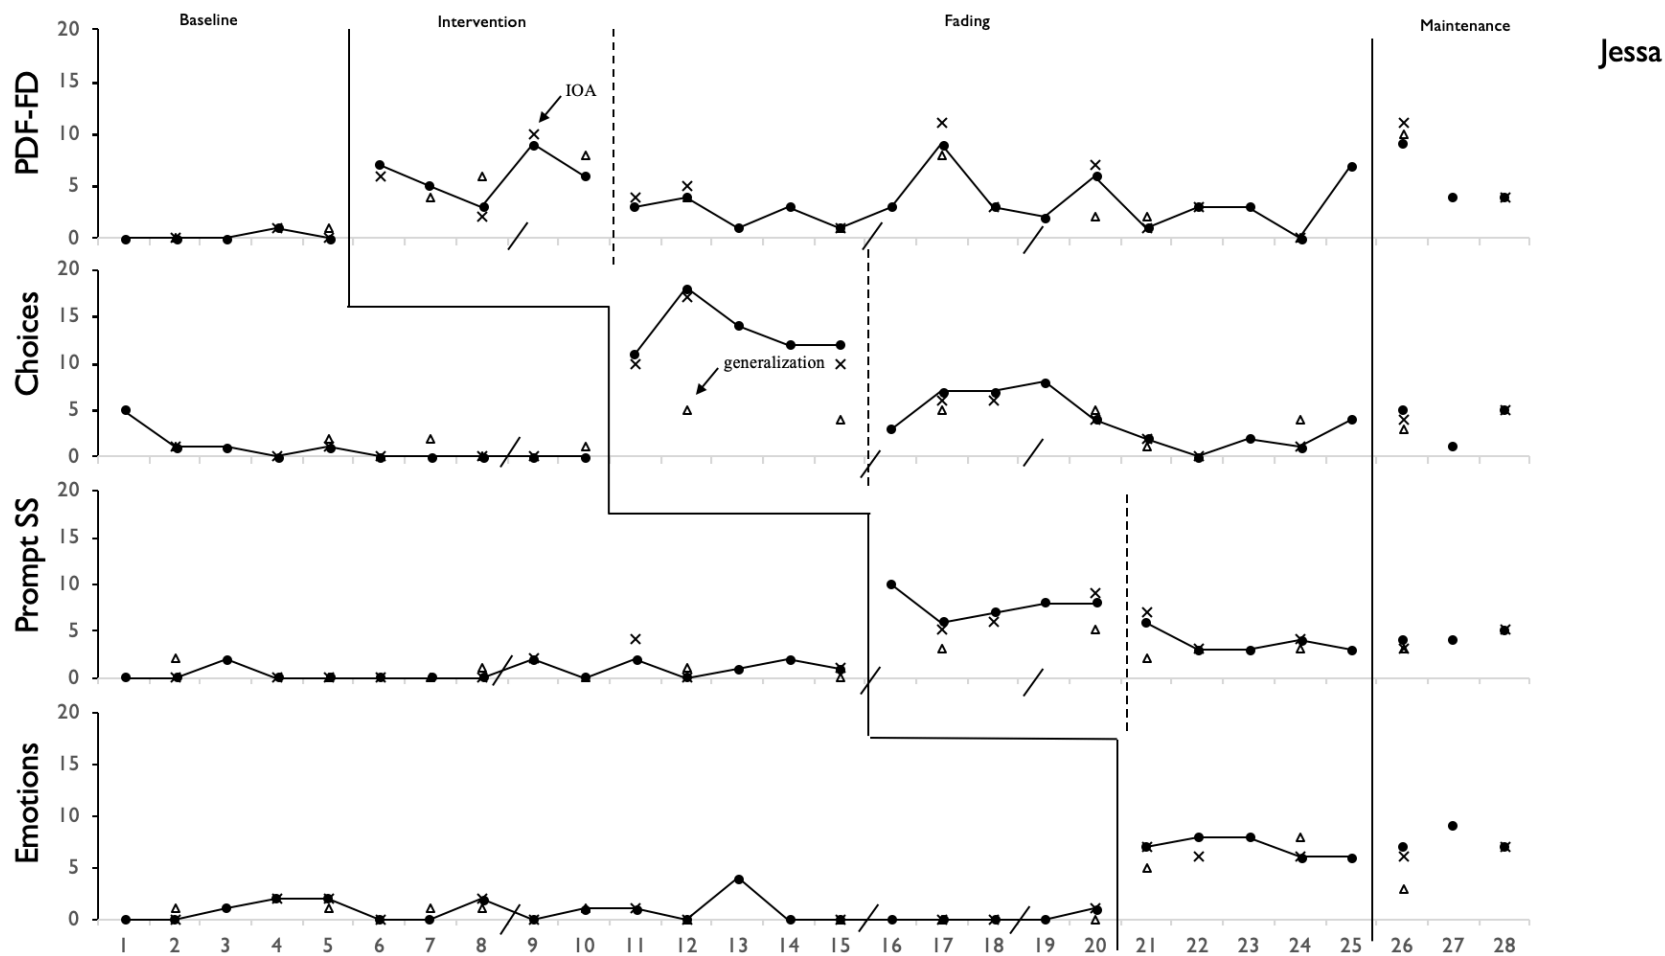 Baseline Intervention Fading Maintenance
Jessa
PDF-FD
20
15
10
5
0
IOA
Choices
20
15
10
5
0
generalization
Prompt SS
20
15
10
5
0
Emotions
20
15
10
5
0
1 2 3 4 5 6 7 8 9 10 11 12 13 14 15 16 17 18 19 20 21 22 23 24 25 26 27 28